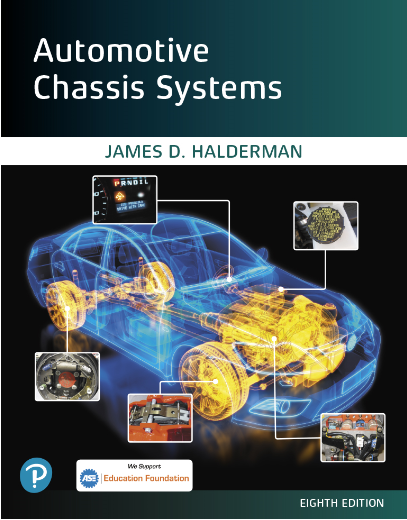 Automotive
Chassis Systems
JAMES D. HALDERMAN
PRNDIL
P
We Support
ASE
Education Foundation
EIGHTH EDITION